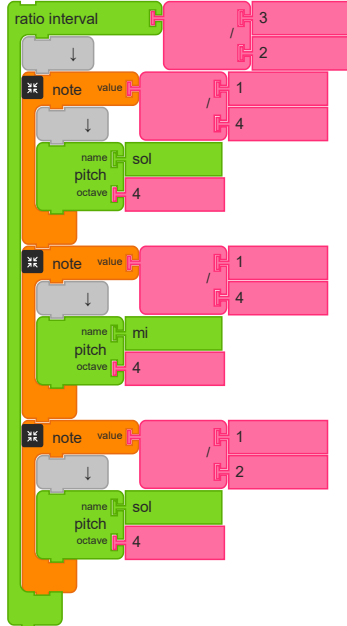 ratio interval / 3
2
↓
note value / 1
4
↓
name sol
pitch
octave 4
note value / 1
4
↓
name mi
pitch
octave 4
note value / 1
2
↓
name sol
pitch
octave 4